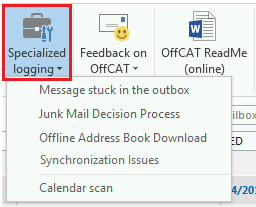 Specialized
logging
Feedback on
OffCAT
OffCAT ReadMe
(online)
Message stuck in the outbox
Junk Mail Decision Process
Offline Address Book Download
Synchronization Issues
Calendar scan